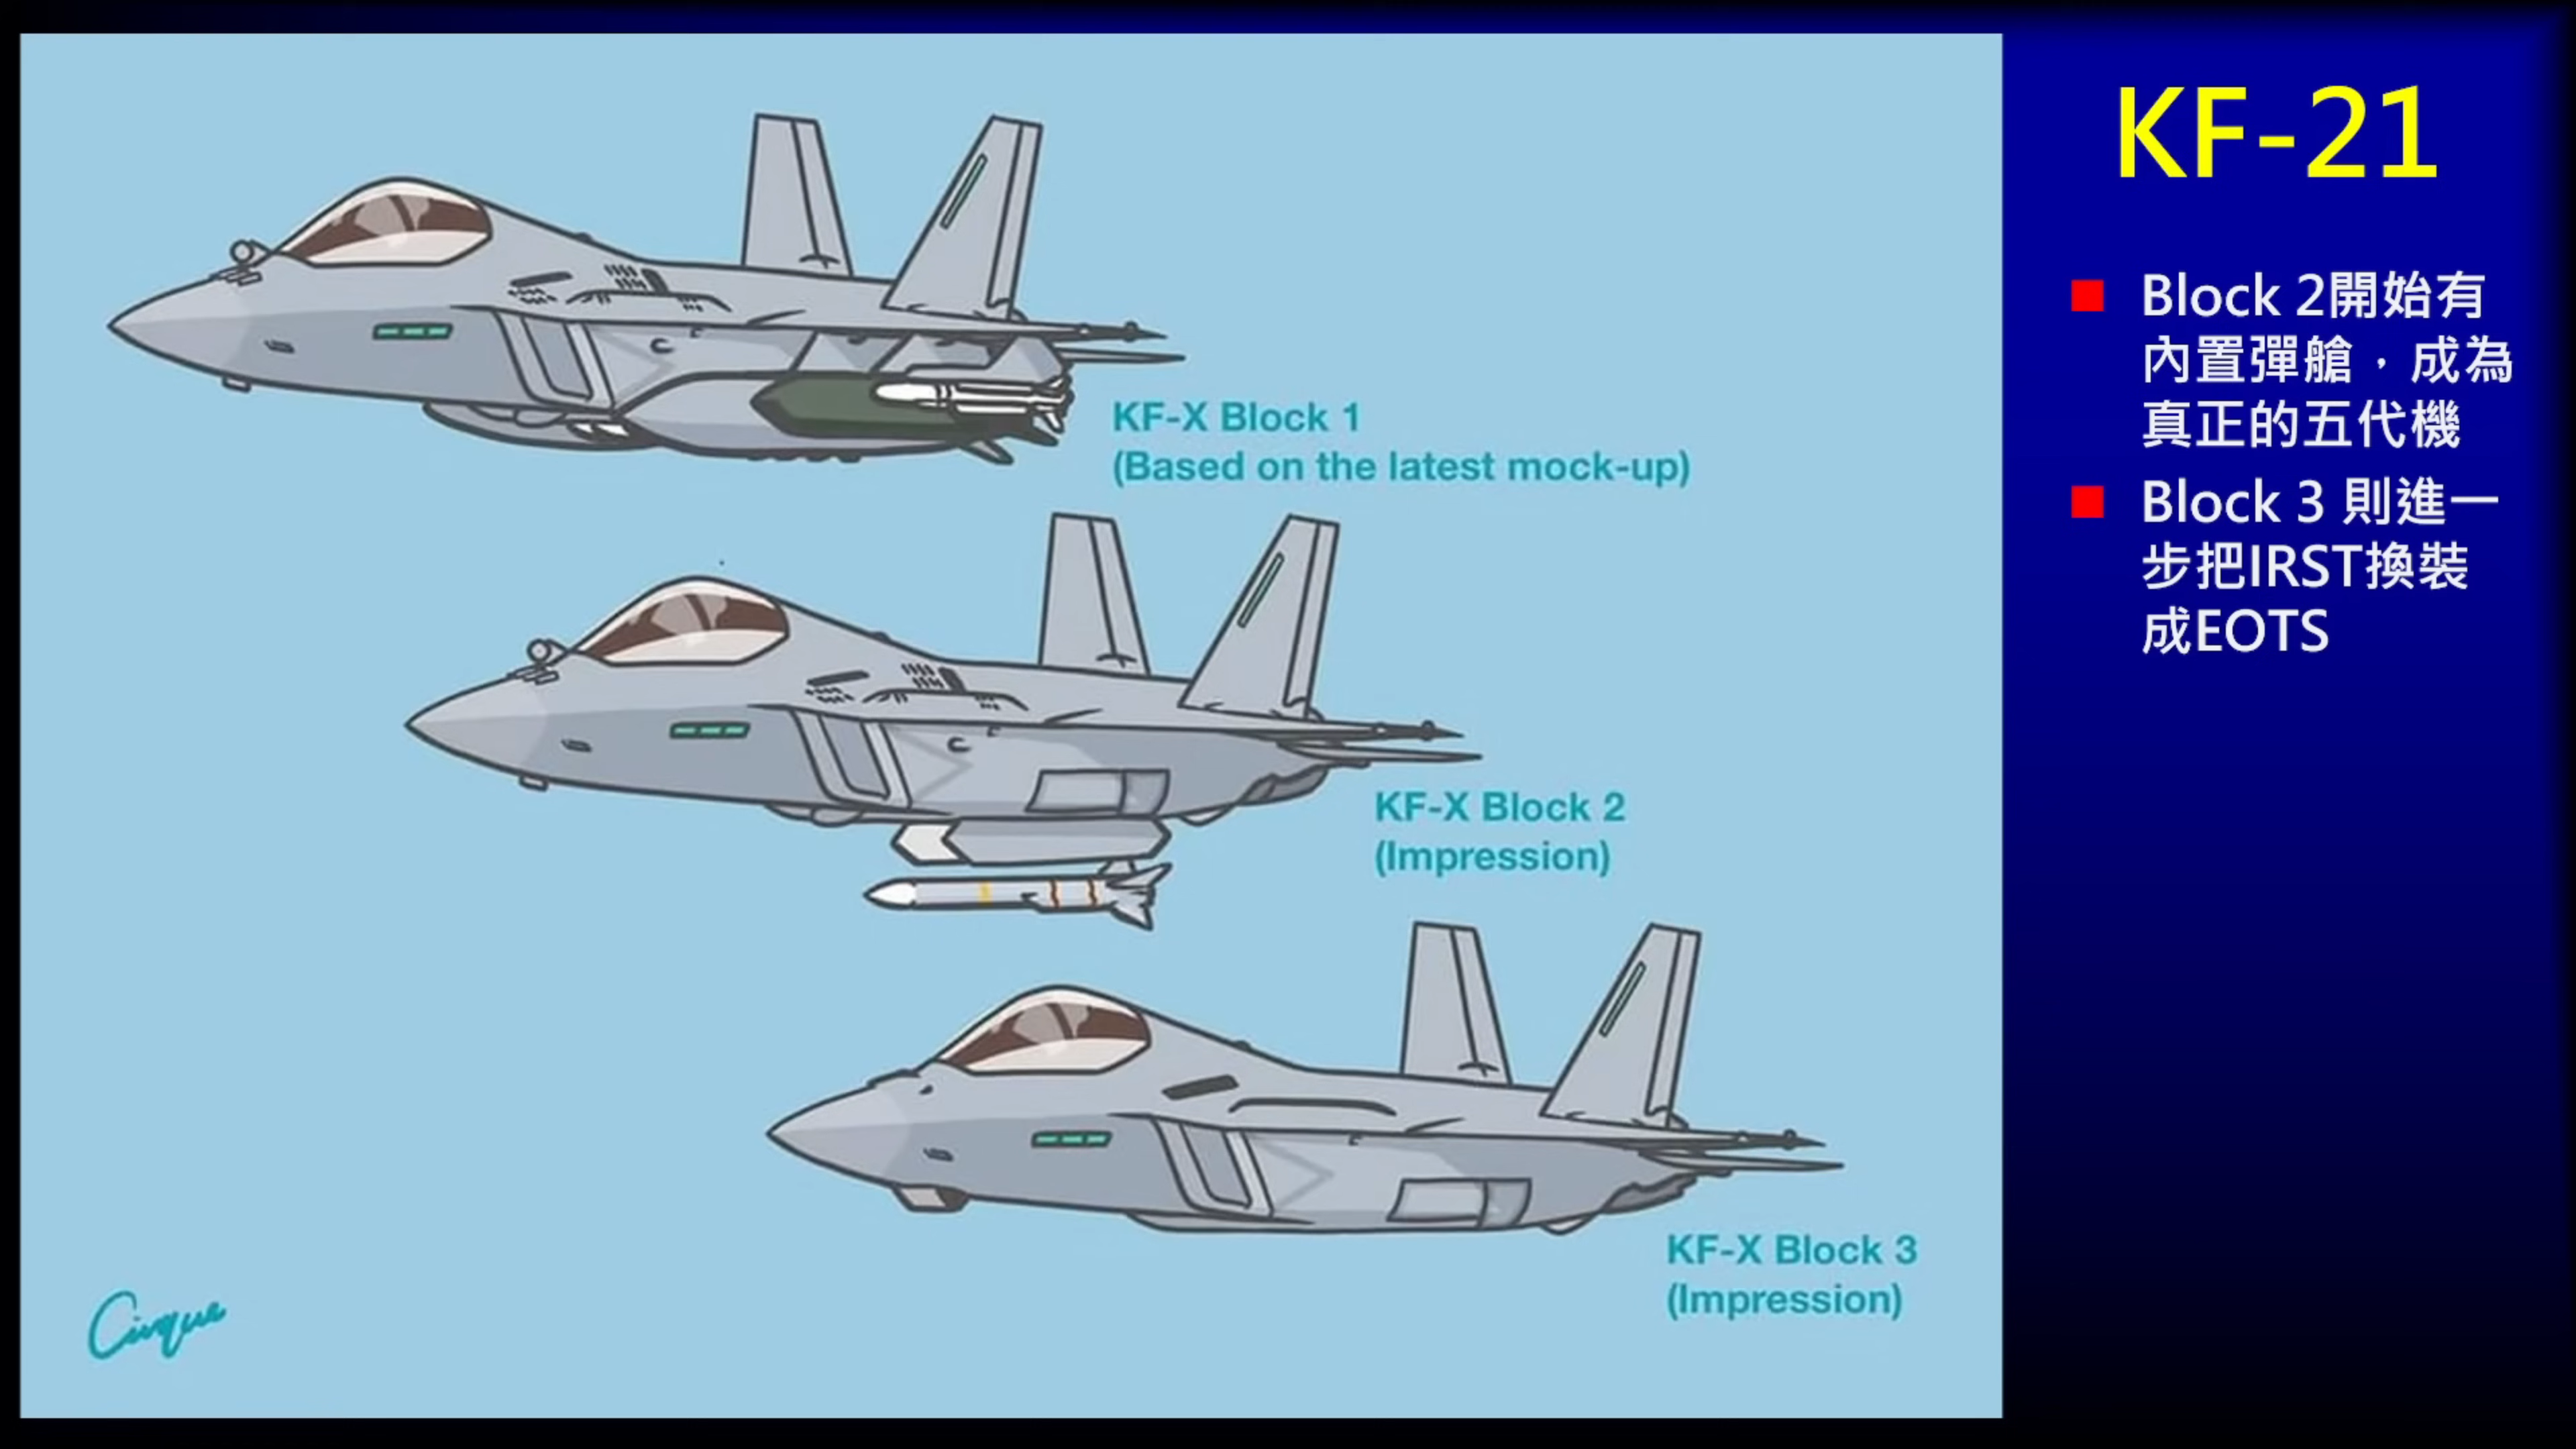 KF-21
Block 2開始有
內置彈艙，成為
真正的五代機
Block 3 則進一
步把IRST換裝
成EOTS
KF-X Block 1
(Based on the latest mock-up)
KF-X Block 2
(Impression)
KF-X Block 3
(Impression)
Cinque